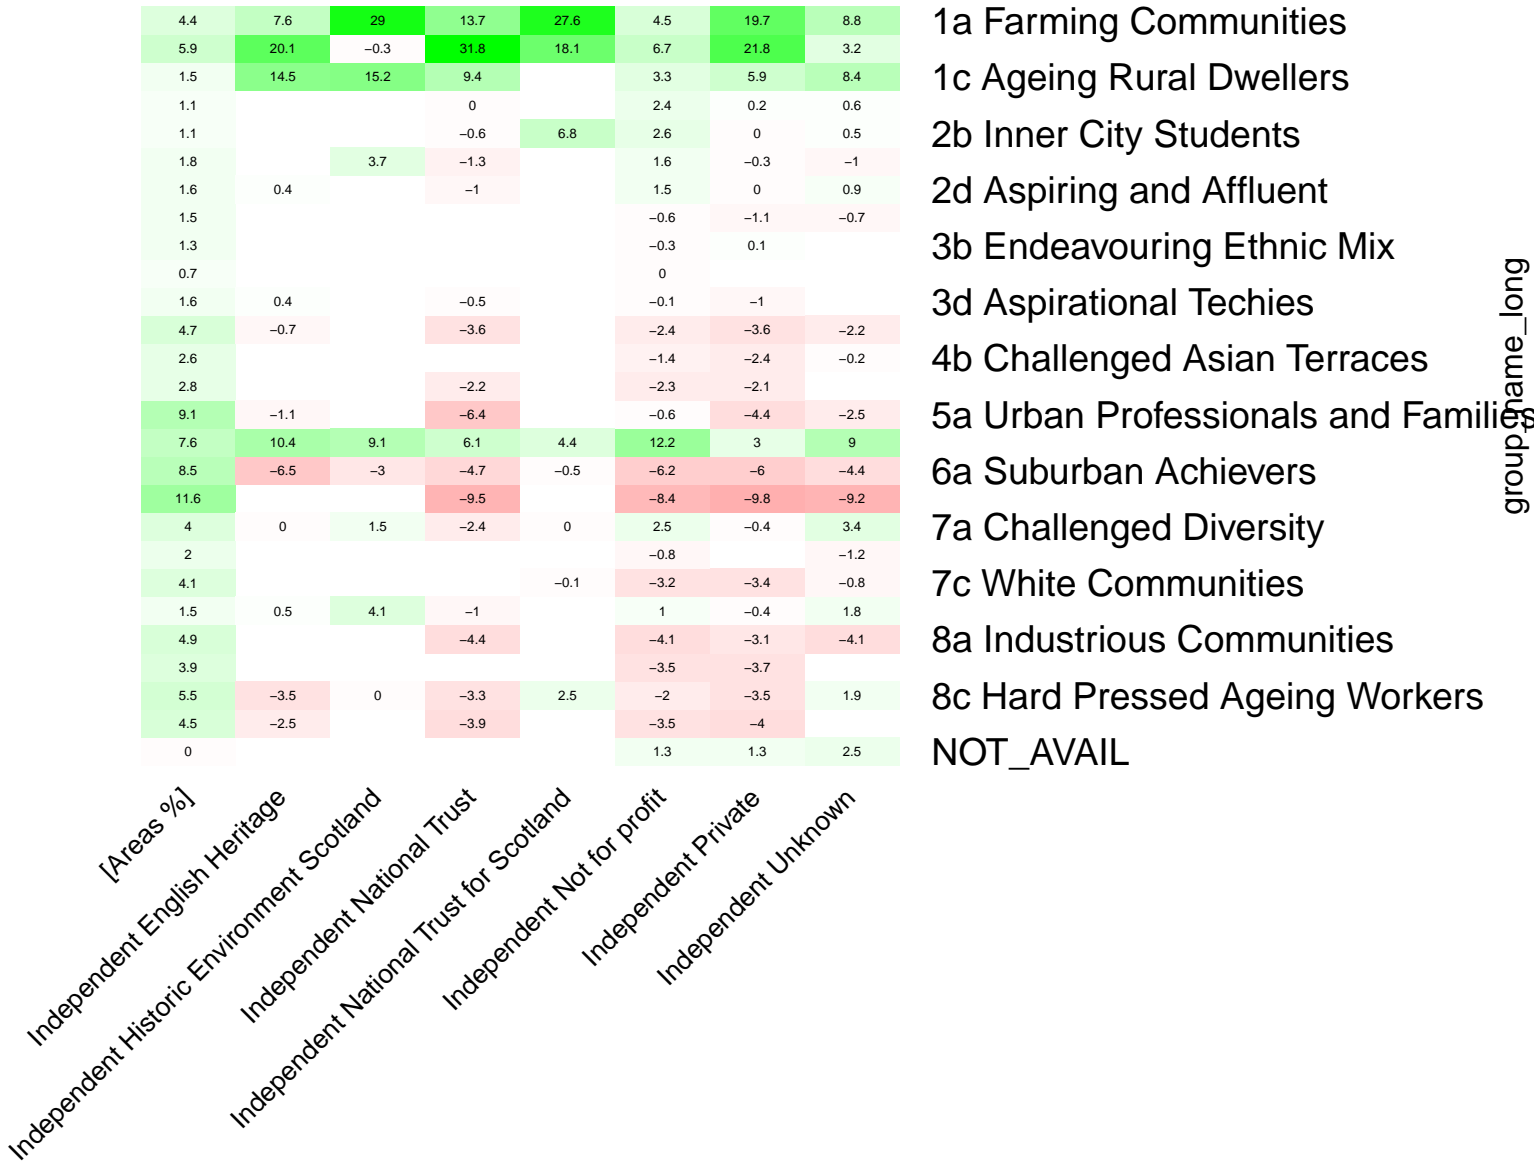 4.4 7.6 29 13.7 27.6 4.5 19.7 8.8 1a Farming Communities
5.9 20.1 −0.3 31.8 18.1 6.7 21.8 3.2
1.5 14.5 15.2 9.4 3.3 5.9 8.4 1c Ageing Rural Dwellers
1.1 0 2.4 0.2 0.6
1.1 −0.6 6.8 2.6 0 0.5 2b Inner City Students
1.8 3.7 −1.3 1.6 −0.3 −1
1.6 0.4 −1 1.5 0 0.9 2d Aspiring and Affluent
1.5 −0.6 −1.1 −0.7
1.3 −0.3 0.1 3b Endeavouring Ethnic Mix
0.7 0
1.6 0.4 −0.5 −0.1 −1 3d Aspirational Techies
4.7 −0.7 −3.6 −2.4 −3.6 −2.2
2.6 −1.4 −2.4 −0.2 4b Challenged Asian Terraces
2.8 −2.2 −2.3 −2.1
9.1 −1.1 −6.4 −0.6 −4.4 −2.5 5a Urban Professionals and Families
7.6 10.4 9.1 6.1 4.4 12.2 3 9
8.5 −6.5 −3 −4.7 −0.5 −6.2 −6 −4.4 6a Suburban Achievers
11.6 −9.5 −8.4 −9.8 −9.2
4 0 1.5 −2.4 0 2.5 −0.4 3.4 7a Challenged Diversity
2 −0.8 −1.2
4.1 −0.1 −3.2 −3.4 −0.8 7c White Communities
1.5 0.5 4.1 −1 1 −0.4 1.8
4.9 −4.4 −4.1 −3.1 −4.1 8a Industrious Communities
3.9 −3.5 −3.7
5.5 −3.5 0 −3.3 2.5 −2 −3.5 1.9 8c Hard Pressed Ageing Workers
4.5 −2.5 −3.9 −3.5 −4
0 1.3 1.3 2.5 NOT_AVAIL
group_name_long
[Areas %]
Independent English Heritage
Independent Historic Environment Scotland
Independent National Trust
Independent National Trust for Scotland
Independent Not for profit
Independent Private
Independent Unknown